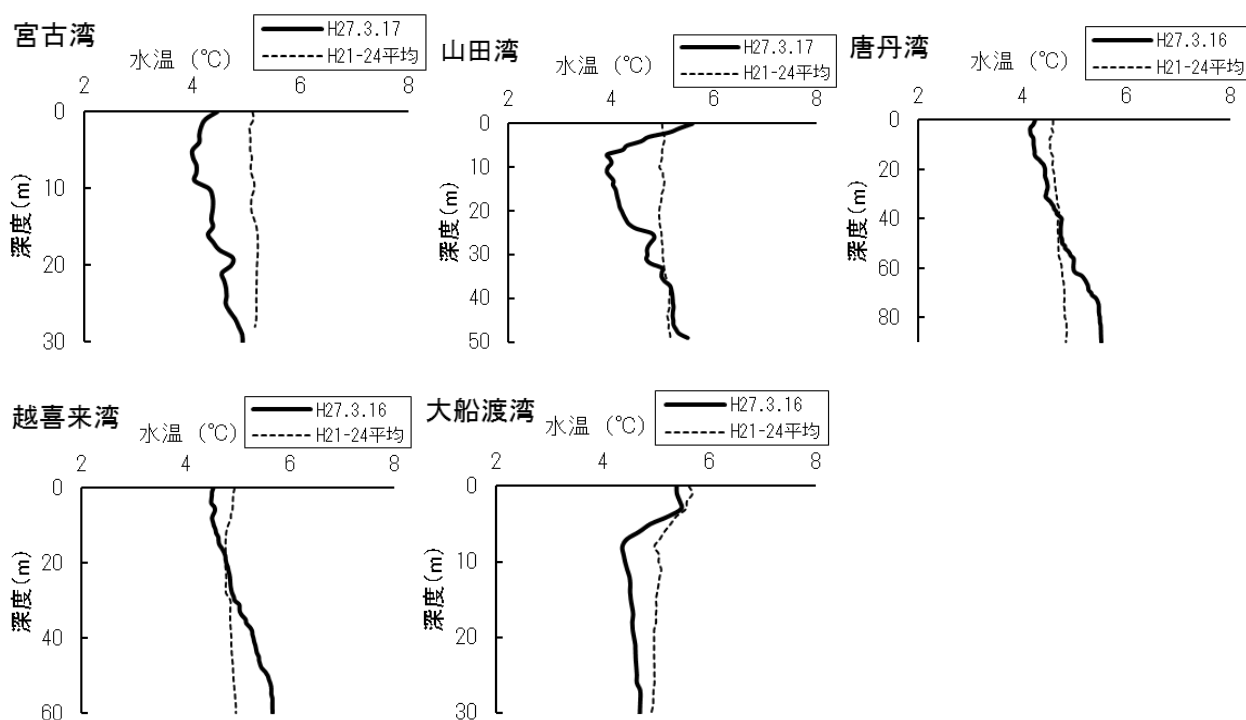 宮古湾
水温 (℃)
H27.3.17
H21-24平均
2 4 6 8
0
10
20
30
深度(m)
山田湾
水温 (℃)
H27.3.17
H21-24平均
2 4 6 8
0
10
20
30
40
50
深度(m)
唐丹湾
水温 (℃)
H27.3.16
H21-24平均
2 4 6 8
0
20
40
60
80
深度(m)
越喜来湾
水温 (℃)
H27.3.16
H21-24平均
2 4 6 8
0
20
40
60
深度(m)
大船渡湾
水温 (℃)
H27.3.16
H21-24平均
2 4 6 8
0
10
20
30
深度(m)